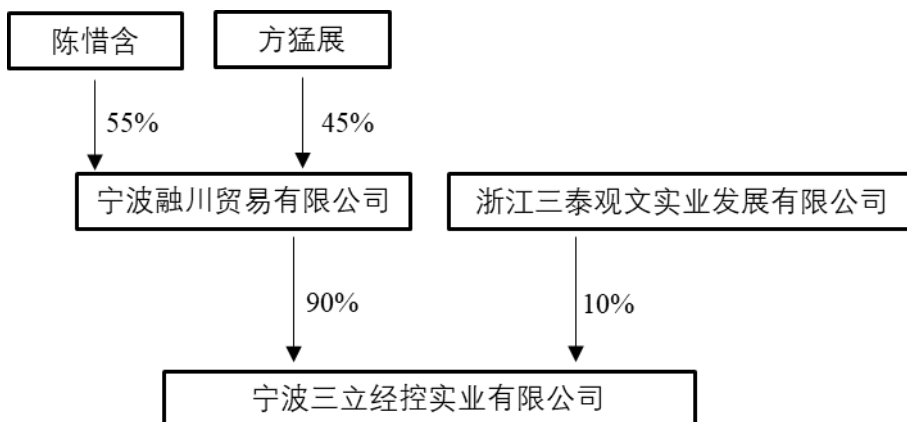 陈惜含
方猛展
55%
45%
宁波融川贸易有限公司
浙江三泰观文实业发展有限公司
90%
10%
宁波三立经控实业有限公司